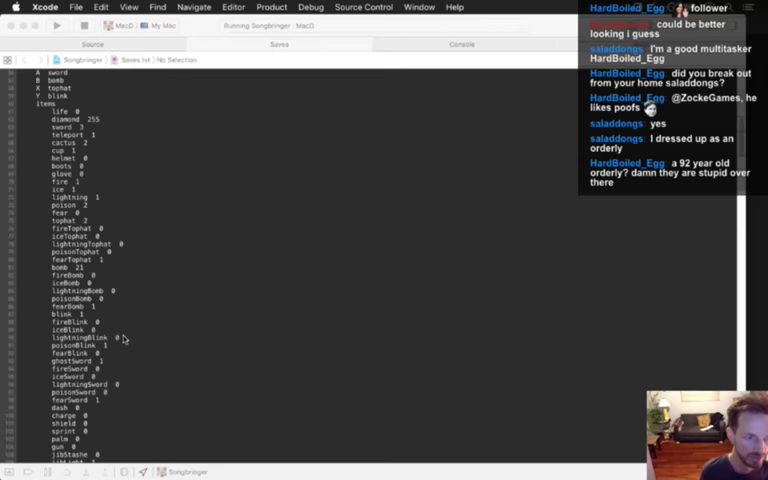 Xcode File Edit View Find Navigate Editor Product Debug Source Control Window Help
MacD My Mac Running Songbringer : MacD
Source Saves Console
Songbringer Saves.txt No Selection
A sword
B bomb
X tophat
Y blink
items
life 0
diamond 255
sword 3
teleport 1
cactus 2
cup 1
helmet 0
boots 0
glove 0
fire 1
ice 1
lightning 1
poison 2
fear 0
tophat 2
fireTophat 0
iceTophat 0
lightningTophat 0
poisonTophat 0
fearTophat 1
bomb 21
fireBomb 0
iceBomb 0
lightningBomb 0
poisonBomb 0
fearBomb 1
blink 1
fireBlink 0
iceBlink 0
lightningBlink 0
poisonBlink 1
fearBlink 0
ghostSword 1
fireSword 0
iceSword 0
lightningSword 0
poisonSword 0
fearSword 1
dash 0
charge 0
shield 0
sprint 0
palm 0
gun 0
jibStashe 0
Songbringer
HardBoiled_Egg: follower
could be better
looking i guess
saladdongs I'm a good multitasker
HardBoiled_Egg
HardBoiled_Egg did you break out
from your home saladdongs?
HardBoiled_Egg @ZockeGames, he
likes poofs
saladdongs yes
saladdongs I dressed up as an
orderly
HardBoiled_Egg: a 92 year old
orderly? damn they are stupid over
there